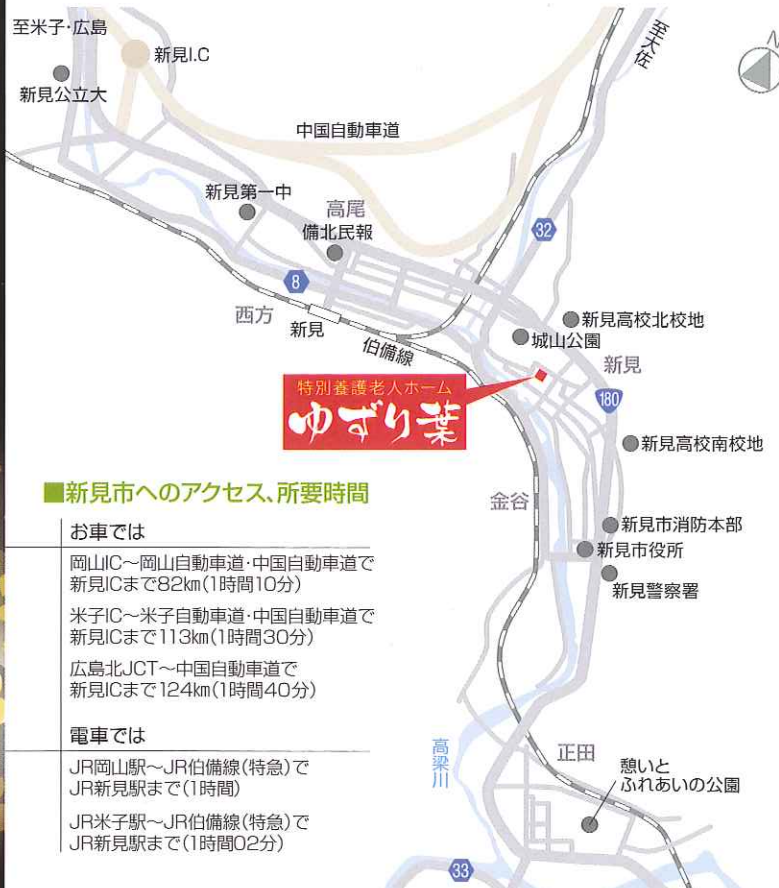 至米子・広島
新見I.C
新見公立大
中国自動車道
至大佐
N
新見第一中
高尾
備北民報
32
8
西方
新見
伯備線
新見高校北校地
城山公園
新見
特別養護老人ホーム
ゆずり葉
180
新見高校南校地
金谷
新見市消防本部
新見市役所
新見警察署
■新見市へのアクセス、所要時間
お車では
岡山IC～岡山自動車道・中国自動車道で
新見ICまで82km(1時間10分)
米子IC～米子自動車道・中国自動車道で
新見ICまで113km(1時間30分)
広島北JCT～中国自動車道で
新見ICまで124km(1時間40分)
電車では
JR岡山駅～JR伯備線(特急)で
JR新見駅まで(1時間)
JR米子駅～JR伯備線(特急)で
JR新見駅まで(1時間02分)
高梁川
正田
憩いと
ふれあいの公園
33